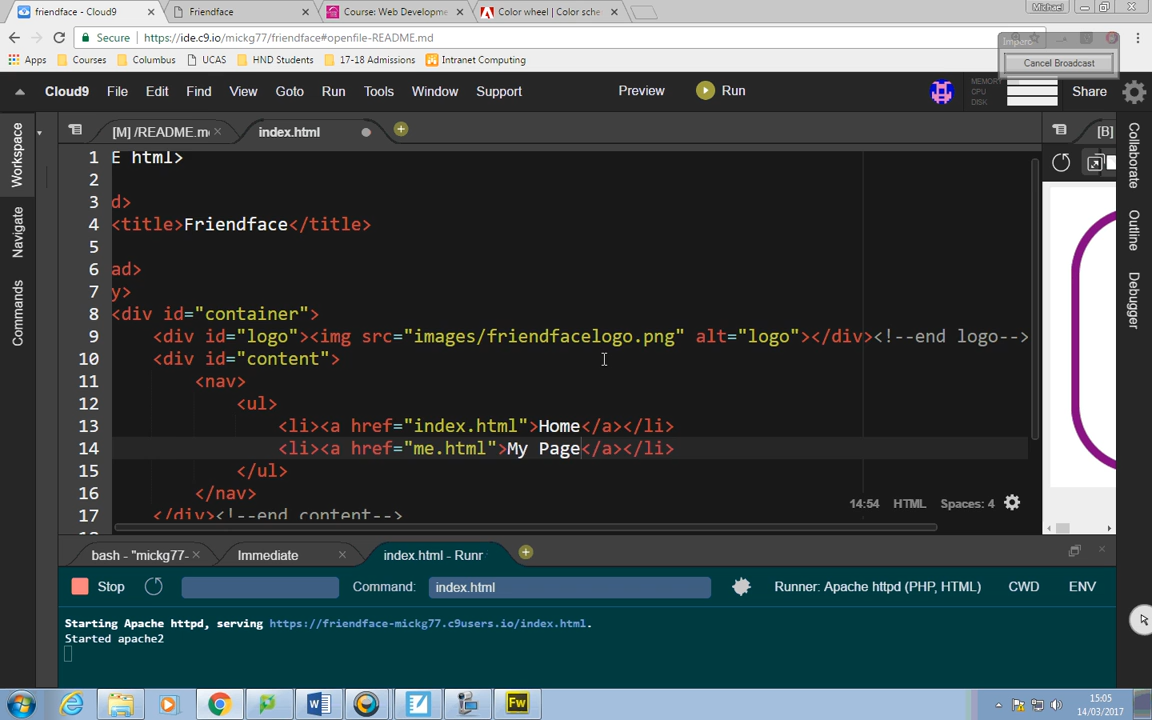 friendface - Cloud9 Friendface Course: Web Developme Color wheel | Color sche Michael
Secure https://ide.c9.io/mickg77/friendface#openfile-README.md
Impero
Cancel Broadcast
Apps Courses Columbus UCAS HND Students 17-18 Admissions Intranet Computing
Cloud9 File Edit Find View Goto Run Tools Window Support Preview Run MEMORY CPU DISK Share
[M] /README.m index.html [B]
Workspace
Navigate
Commands
Collaborate
Outline
Debugger
1 E html>
2
3 d>
4 <title>Friendface</title>
5
6 ad>
7 y>
8 <div id="container">
9 <div id="logo"><img src="images/friendfacelogo.png" alt="logo"></div><!--end logo-->
10 <div id="content">
11 <nav>
12 <ul>
13 <li><a href="index.html">Home</a></li>
14 <li><a href="me.html">My Page</a></li>
15 </ul>
16 </nav>
17 </div><!--end content-->
14:54 HTML Spaces: 4
bash - "mickg77- Immediate index.html - Runr
Stop Command: index.html Runner: Apache httpd (PHP, HTML) CWD ENV
Starting Apache httpd, serving https://friendface-mickg77.c9users.io/index.html.
Started apache2
Fw
15:05
14/03/2017